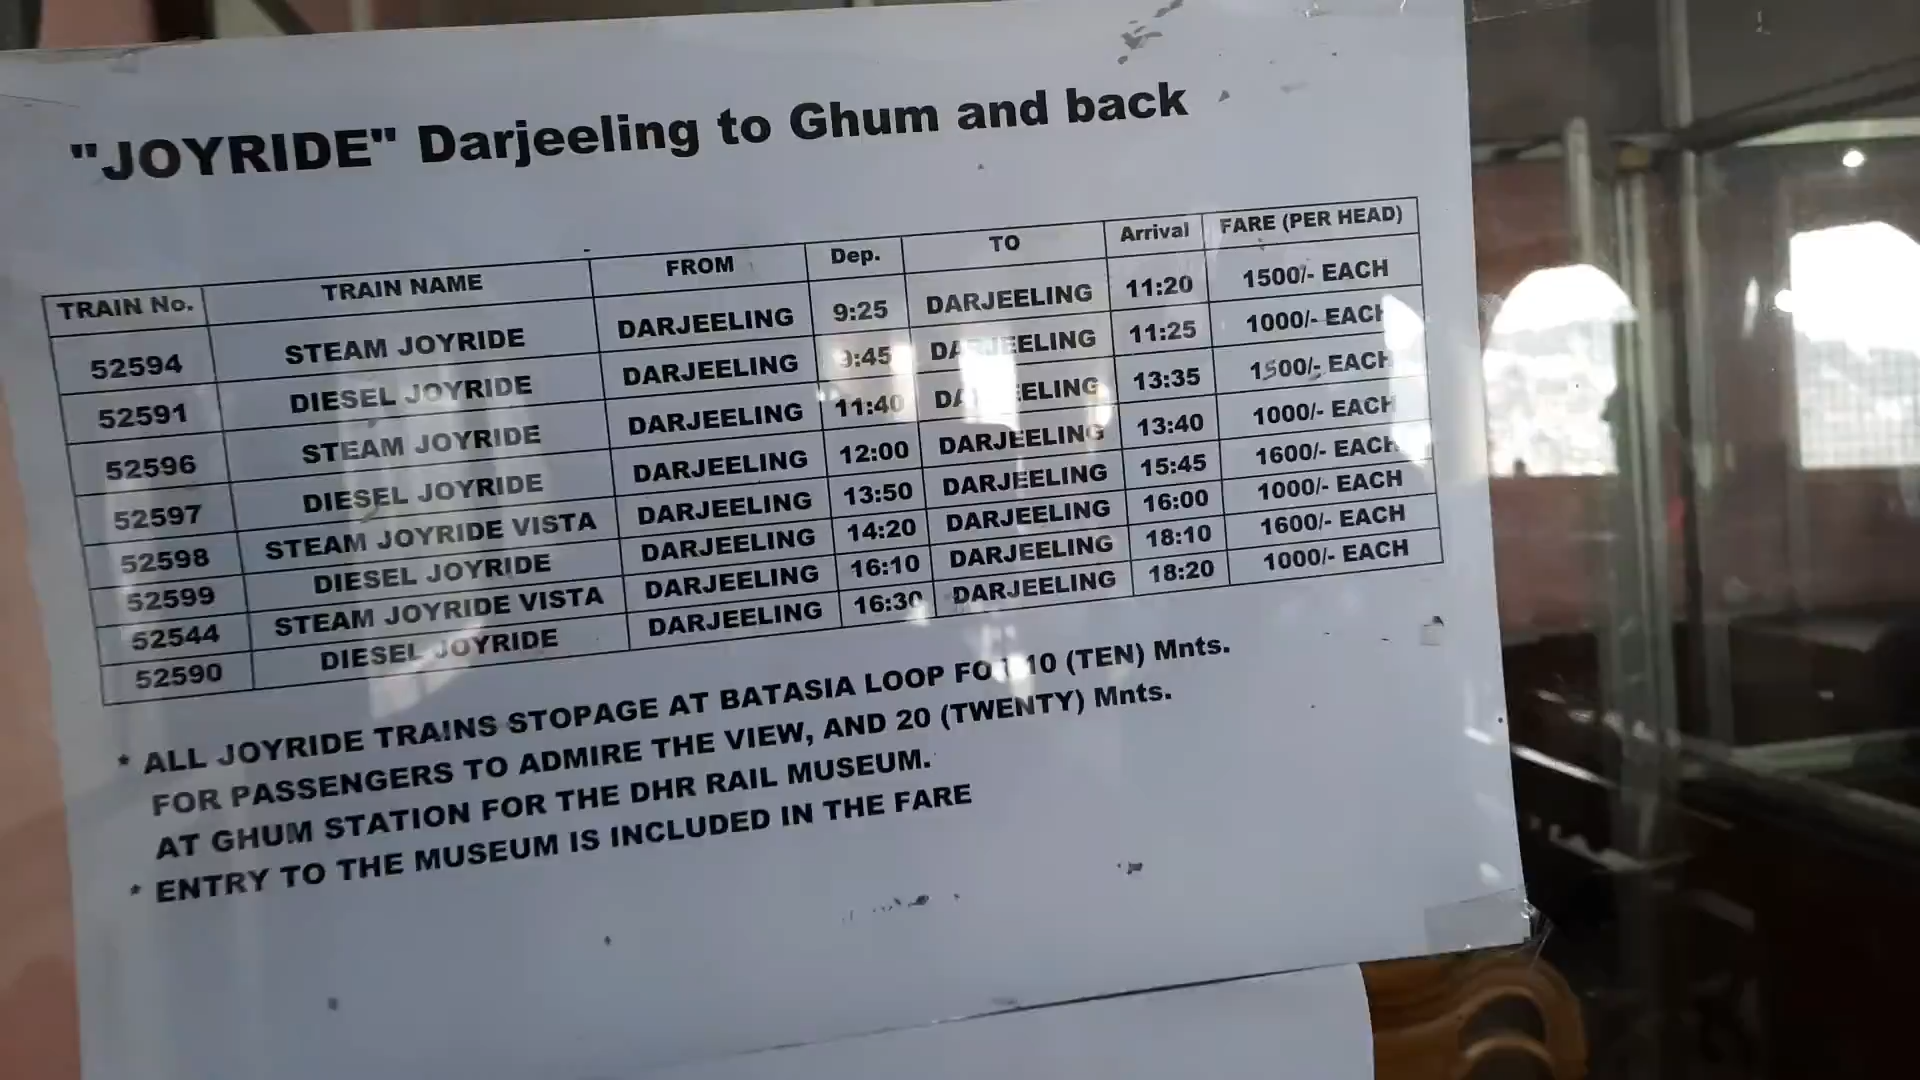 "JOYRIDE" Darjeeling to Ghum and back
TRAIN No. TRAIN NAME FROM Dep. TO Arrival FARE (PER HEAD)
52594 STEAM JOYRIDE DARJEELING 9:25 DARJEELING 11:20 1500/- EACH
52591 DIESEL JOYRIDE DARJEELING 9:45 DARJEELING 11:25 1000/- EACH
52596 STEAM JOYRIDE DARJEELING 11:40 DARJEELING 13:35 1500/- EACH
52597 DIESEL JOYRIDE DARJEELING 12:00 DARJEELING 13:40 1000/- EACH
52598 STEAM JOYRIDE VISTA DARJEELING 13:50 DARJEELING 15:45 1600/- EACH
52599 DIESEL JOYRIDE DARJEELING 14:20 DARJEELING 16:00 1000/- EACH
52544 STEAM JOYRIDE VISTA DARJEELING 16:10 DARJEELING 18:10 1600/- EACH
52590 DIESEL JOYRIDE DARJEELING 16:30 DARJEELING 18:20 1000/- EACH
* ALL JOYRIDE TRAINS STOPAGE AT BATASIA LOOP FOR 10 (TEN) Mnts.
FOR PASSENGERS TO ADMIRE THE VIEW, AND 20 (TWENTY) Mnts.
AT GHUM STATION FOR THE DHR RAIL MUSEUM.
* ENTRY TO THE MUSEUM IS INCLUDED IN THE FARE